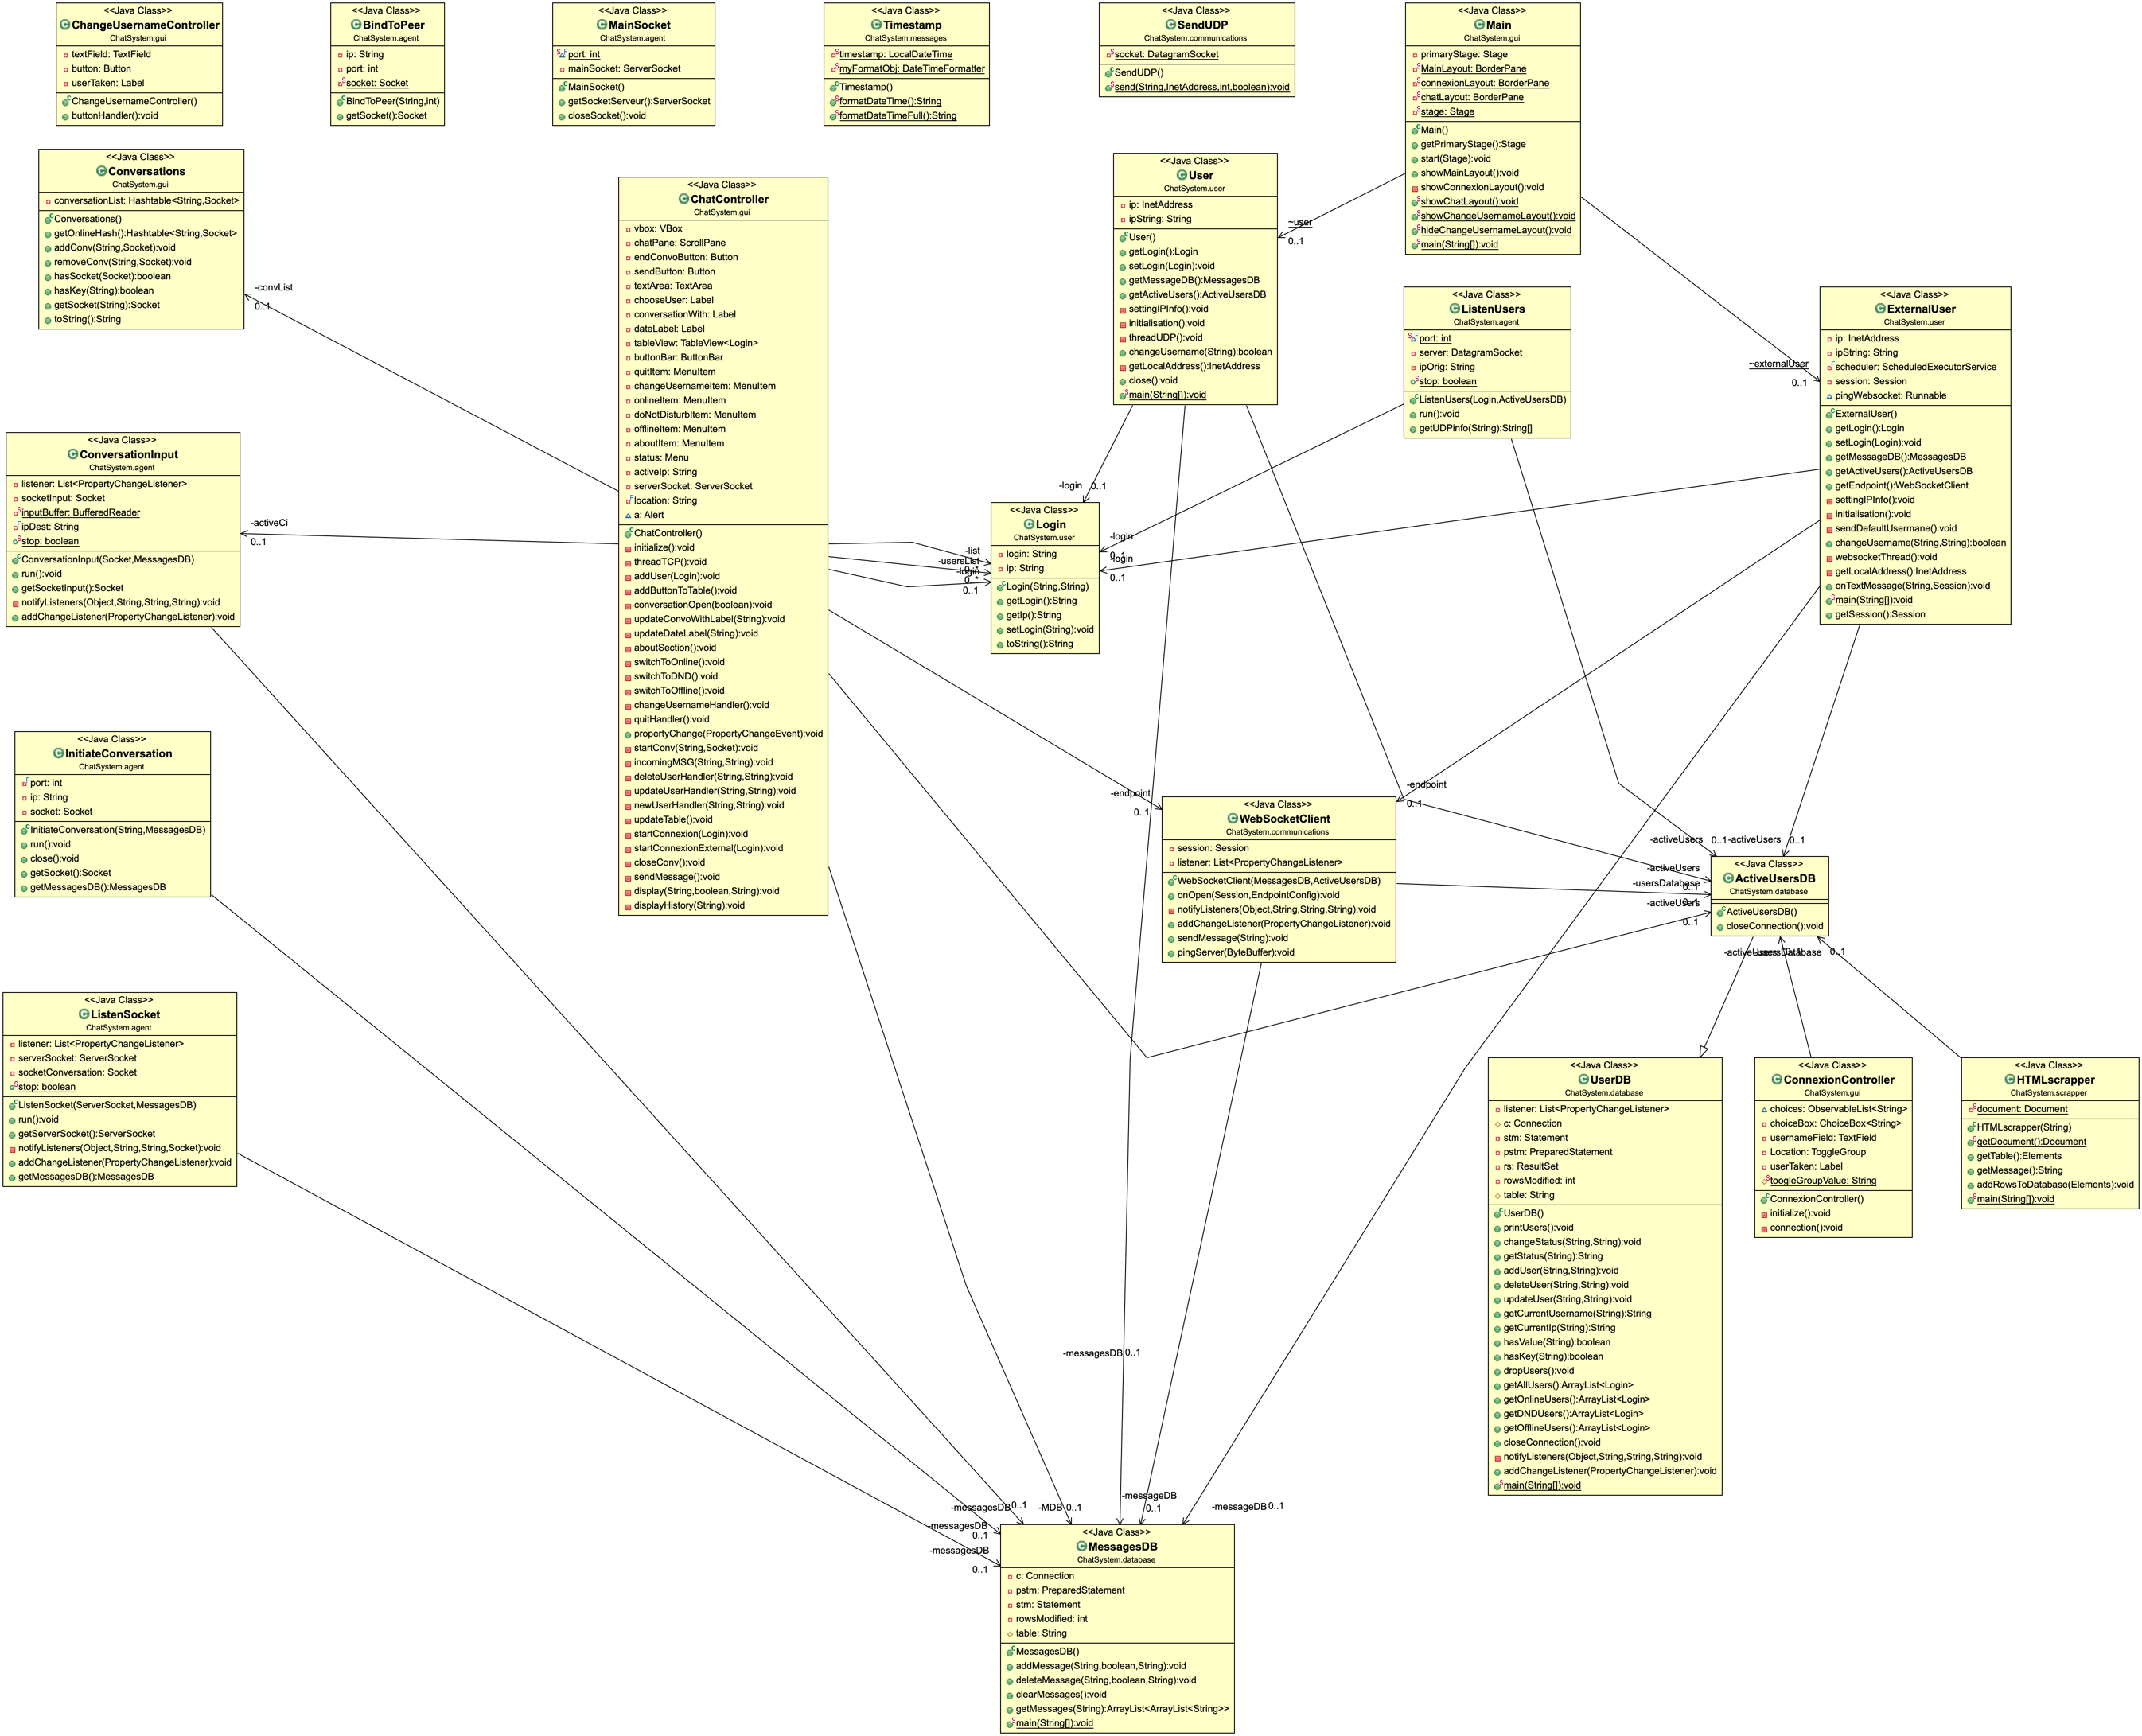 <<Java Class>>
ChangeUsernameController
ChatSystem.gui
textField: TextField
button: Button
userTaken: Label
ChangeUsernameController()
buttonHandler():void
<<Java Class>>
BindToPeer
ChatSystem.agent
ip: String
port: int
socket: Socket
BindToPeer(String,int)
getSocket():Socket
<<Java Class>>
MainSocket
ChatSystem.agent
port: int
mainSocket: ServerSocket
MainSocket()
getSocketServeur():ServerSocket
closeSocket():void
<<Java Class>>
Timestamp
ChatSystem.messages
timestamp: LocalDateTime
myFormatObj: DateTimeFormatter
Timestamp()
formatDateTime():String
formatDateTimeFull():String
<<Java Class>>
SendUDP
ChatSystem.communications
socket: DatagramSocket
SendUDP()
send(String,InetAddress,int,boolean):void
<<Java Class>>
Main
ChatSystem.gui
primaryStage: Stage
MainLayout: BorderPane
connexionLayout: BorderPane
chatLayout: BorderPane
stage: Stage
Main()
getPrimaryStage():Stage
start(Stage):void
showMainLayout():void
showConnexionLayout():void
showChatLayout():void
showChangeUsernameLayout():void
hideChangeUsernameLayout():void
main(String[]):void
<<Java Class>>
Conversations
ChatSystem.gui
conversationList: Hashtable<String,Socket>
Conversations()
getOnlineHash():Hashtable<String,Socket>
addConv(String,Socket):void
removeConv(String,Socket):void
hasSocket(Socket):boolean
hasKey(String):boolean
getSocket(String):Socket
toString():String
-convList
0..1
<<Java Class>>
ChatController
ChatSystem.gui
vbox: VBox
chatPane: ScrollPane
endConvoButton: Button
sendButton: Button
textArea: TextArea
chooseUser: Label
conversationWith: Label
dateLabel: Label
tableView: TableView<Login>
buttonBar: ButtonBar
quitItem: MenuItem
changeUsernameItem: MenuItem
onlineItem: MenuItem
doNotDisturbItem: MenuItem
offlineItem: MenuItem
aboutItem: MenuItem
status: Menu
activeIp: String
serverSocket: ServerSocket
location: String
a: Alert
ChatController()
initialize():void
threadTCP():void
addUser(Login):void
addButtonToTable():void
conversationOpen(boolean):void
updateConvoWithLabel(String):void
updateDateLabel(String):void
aboutSection():void
switchToOnline():void
switchToDND():void
switchToOffline():void
changeUsernameHandler():void
quitHandler():void
propertyChange(PropertyChangeEvent):void
startConv(String,Socket):void
incomingMSG(String,String):void
deleteUserHandler(String,String):void
updateUserHandler(String,String):void
newUserHandler(String,String):void
updateTable():void
startConnexion(Login):void
startConnexionExternal(Login):void
closeConv():void
sendMessage():void
display(String,boolean,String):void
displayHistory(String):void
<<Java Class>>
User
ChatSystem.user
ip: InetAddress
ipString: String
User()
getLogin():Login
setLogin(Login):void
getMessageDB():MessagesDB
getActiveUsers():ActiveUsersDB
settingIPInfo():void
initialisation():void
threadUDP():void
changeUsername(String):boolean
getLocalAddress():InetAddress
close():void
main(String[]):void
~user
0..1
<<Java Class>>
ListenUsers
ChatSystem.agent
port: int
server: DatagramSocket
ipOrig: String
stop: boolean
ListenUsers(Login,ActiveUsersDB)
run():void
getUDPinfo(String):String[]
<<Java Class>>
ExternalUser
ChatSystem.user
ip: InetAddress
ipString: String
scheduler: ScheduledExecutorService
session: Session
pingWebsocket: Runnable
ExternalUser()
getLogin():Login
setLogin(Login):void
getMessageDB():MessagesDB
getActiveUsers():ActiveUsersDB
getEndpoint():WebSocketClient
settingIPInfo():void
initialisation():void
sendDefaultUsermane():void
changeUsername(String,String):boolean
websocketThread():void
getLocalAddress():InetAddress
onTextMessage(String,Session):void
main(String[]):void
getSession():Session
~externalUser
0..1
<<Java Class>>
ConversationInput
ChatSystem.agent
listener: List<PropertyChangeListener>
socketInput: Socket
inputBuffer: BufferedReader
ipDest: String
stop: boolean
ConversationInput(Socket,MessagesDB)
run():void
getSocketInput():Socket
notifyListeners(Object,String,String,String):void
addChangeListener(PropertyChangeListener):void
-activeCi
0..1
-login
0..1
<<Java Class>>
Login
ChatSystem.user
login: String
ip: String
Login(String,String)
getLogin():String
getIp():String
setLogin(String):void
toString():String
-list
-usersList
-login
0..*
0..1
-login
0..1
-login
0..1
<<Java Class>>
InitiateConversation
ChatSystem.agent
port: int
ip: String
socket: Socket
InitiateConversation(String,MessagesDB)
run():void
close():void
getSocket():Socket
getMessagesDB():MessagesDB
-endpoint
0..1
-endpoint
0..1
<<Java Class>>
WebSocketClient
ChatSystem.communications
session: Session
listener: List<PropertyChangeListener>
WebSocketClient(MessagesDB,ActiveUsersDB)
onOpen(Session,EndpointConfig):void
notifyListeners(Object,String,String,String):void
addChangeListener(PropertyChangeListener):void
sendMessage(String):void
pingServer(ByteBuffer):void
-activeUsers
0..1
-activeUsers
0..1
-activeUsers
0..1
-usersDatabase
0..1
-activeUsers
0..1
<<Java Class>>
ActiveUsersDB
ChatSystem.database
ActiveUsersDB()
closeConnection():void
-activeUsers
0..1
-usersDatabase
0..1
<<Java Class>>
ListenSocket
ChatSystem.agent
listener: List<PropertyChangeListener>
serverSocket: ServerSocket
socketConversation: Socket
stop: boolean
ListenSocket(ServerSocket,MessagesDB)
run():void
getServerSocket():ServerSocket
notifyListeners(Object,String,String,Socket):void
addChangeListener(PropertyChangeListener):void
getMessagesDB():MessagesDB
<<Java Class>>
UserDB
ChatSystem.database
listener: List<PropertyChangeListener>
c: Connection
stm: Statement
pstm: PreparedStatement
rs: ResultSet
rowsModified: int
table: String
UserDB()
printUsers():void
changeStatus(String,String):void
getStatus(String):String
addUser(String,String):void
deleteUser(String,String):void
updateUser(String,String):void
getCurrentUsername(String):String
getCurrentIp(String):String
hasValue(String):boolean
hasKey(String):boolean
dropUsers():void
getAllUsers():ArrayList<Login>
getOnlineUsers():ArrayList<Login>
getDNDUsers():ArrayList<Login>
getOfflineUsers():ArrayList<Login>
closeConnection():void
notifyListeners(Object,String,String,String):void
addChangeListener(PropertyChangeListener):void
main(String[]):void
<<Java Class>>
ConnexionController
ChatSystem.gui
choices: ObservableList<String>
choiceBox: ChoiceBox<String>
usernameField: TextField
Location: ToggleGroup
userTaken: Label
toogleGroupValue: String
ConnexionController()
initialize():void
connection():void
<<Java Class>>
HTMLscrapper
ChatSystem.scrapper
document: Document
HTMLscrapper(String)
getDocument():Document
getTable():Elements
getMessage():String
addRowsToDatabase(Elements):void
main(String[]):void
-messagesDB
0..1
-messagesDB
0..1
-messagesDB
0..1
-messagesDB
0..1
-MDB
0..1
-messageDB
0..1
-messageDB
0..1
<<Java Class>>
MessagesDB
ChatSystem.database
c: Connection
pstm: PreparedStatement
stm: Statement
rowsModified: int
table: String
MessagesDB()
addMessage(String,boolean,String):void
deleteMessage(String,boolean,String):void
clearMessages():void
getMessages(String):ArrayList<ArrayList<String>>
main(String[]):void